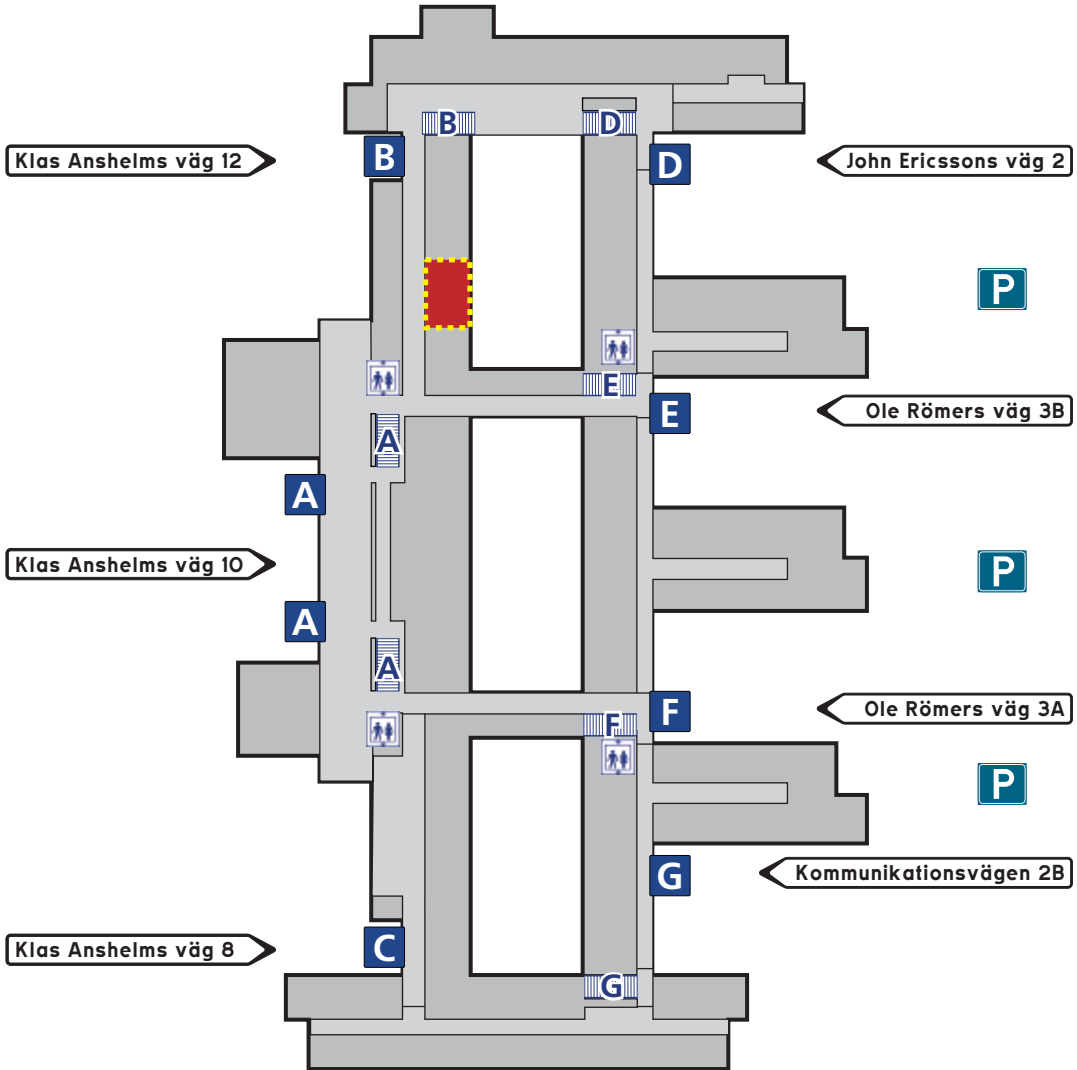 B
D
Klas Anshelms väg 12
B
D
John Ericssons väg 2
P
E
Ole Römers väg 3B
E
A
A
Klas Anshelms väg 10
P
A
A
F
Ole Römers väg 3A
F
P
G
Kommunikationsvägen 2B
Klas Anshelms väg 8
C
G